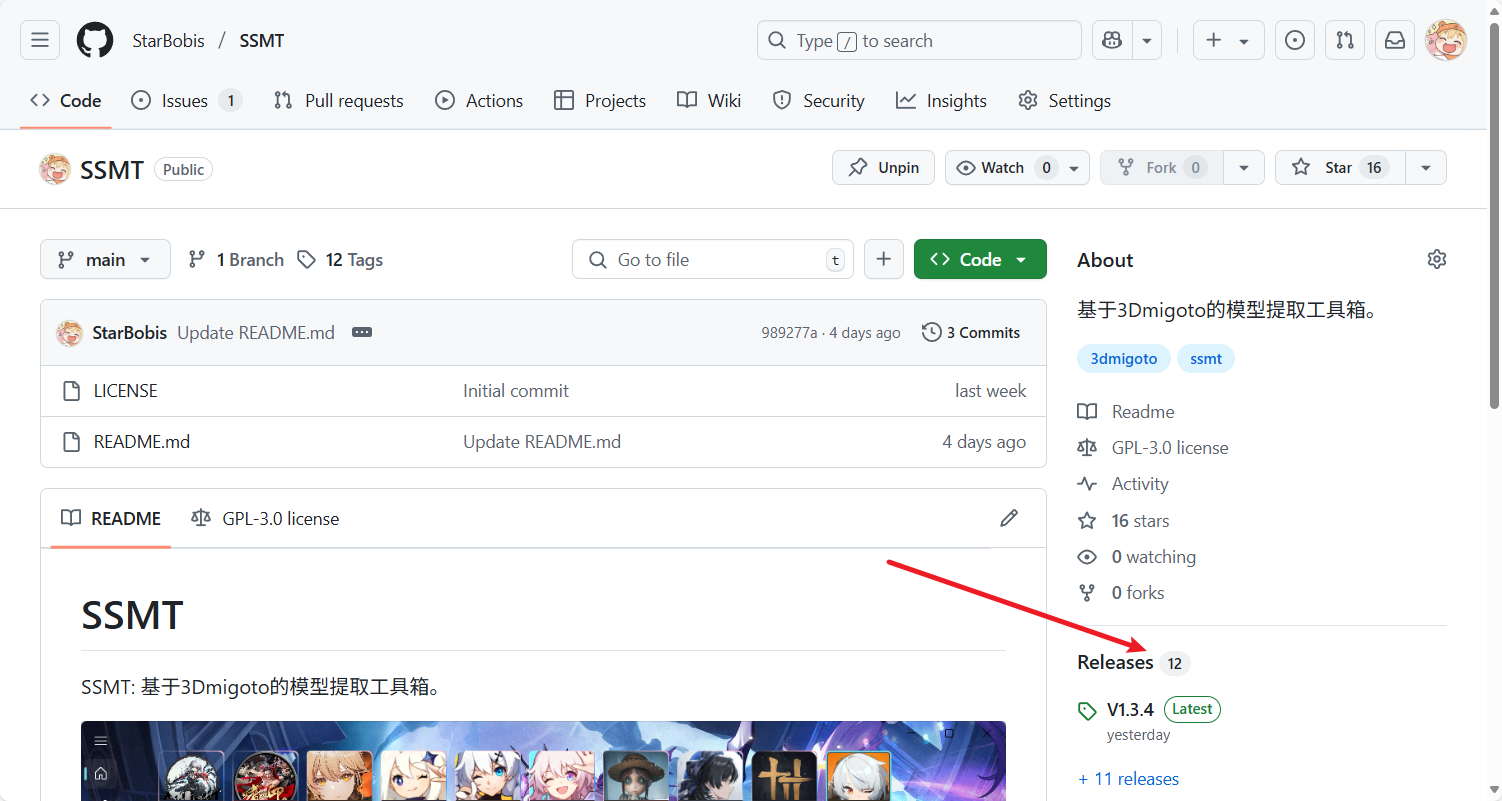 StarBobis / SSMT
Type / to search
Code
Issues 1
Pull requests
Actions
Projects
Wiki
Security
Insights
Settings
SSMT Public
Unpin
Watch 0
Fork 0
Star 16
main
1 Branch
12 Tags
Go to file t
Code
StarBobis Update README.md
989277a · 4 days ago
3 Commits
LICENSE Initial commit last week
README.md Update README.md 4 days ago
README
GPL-3.0 license
SSMT
SSMT: 基于3Dmigoto的模型提取工具箱。
About
基于3Dmigoto的模型提取工具箱。
3dmigoto ssmt
Readme
GPL-3.0 license
Activity
16 stars
0 watching
0 forks
Releases 12
V1.3.4 Latest
yesterday
+ 11 releases